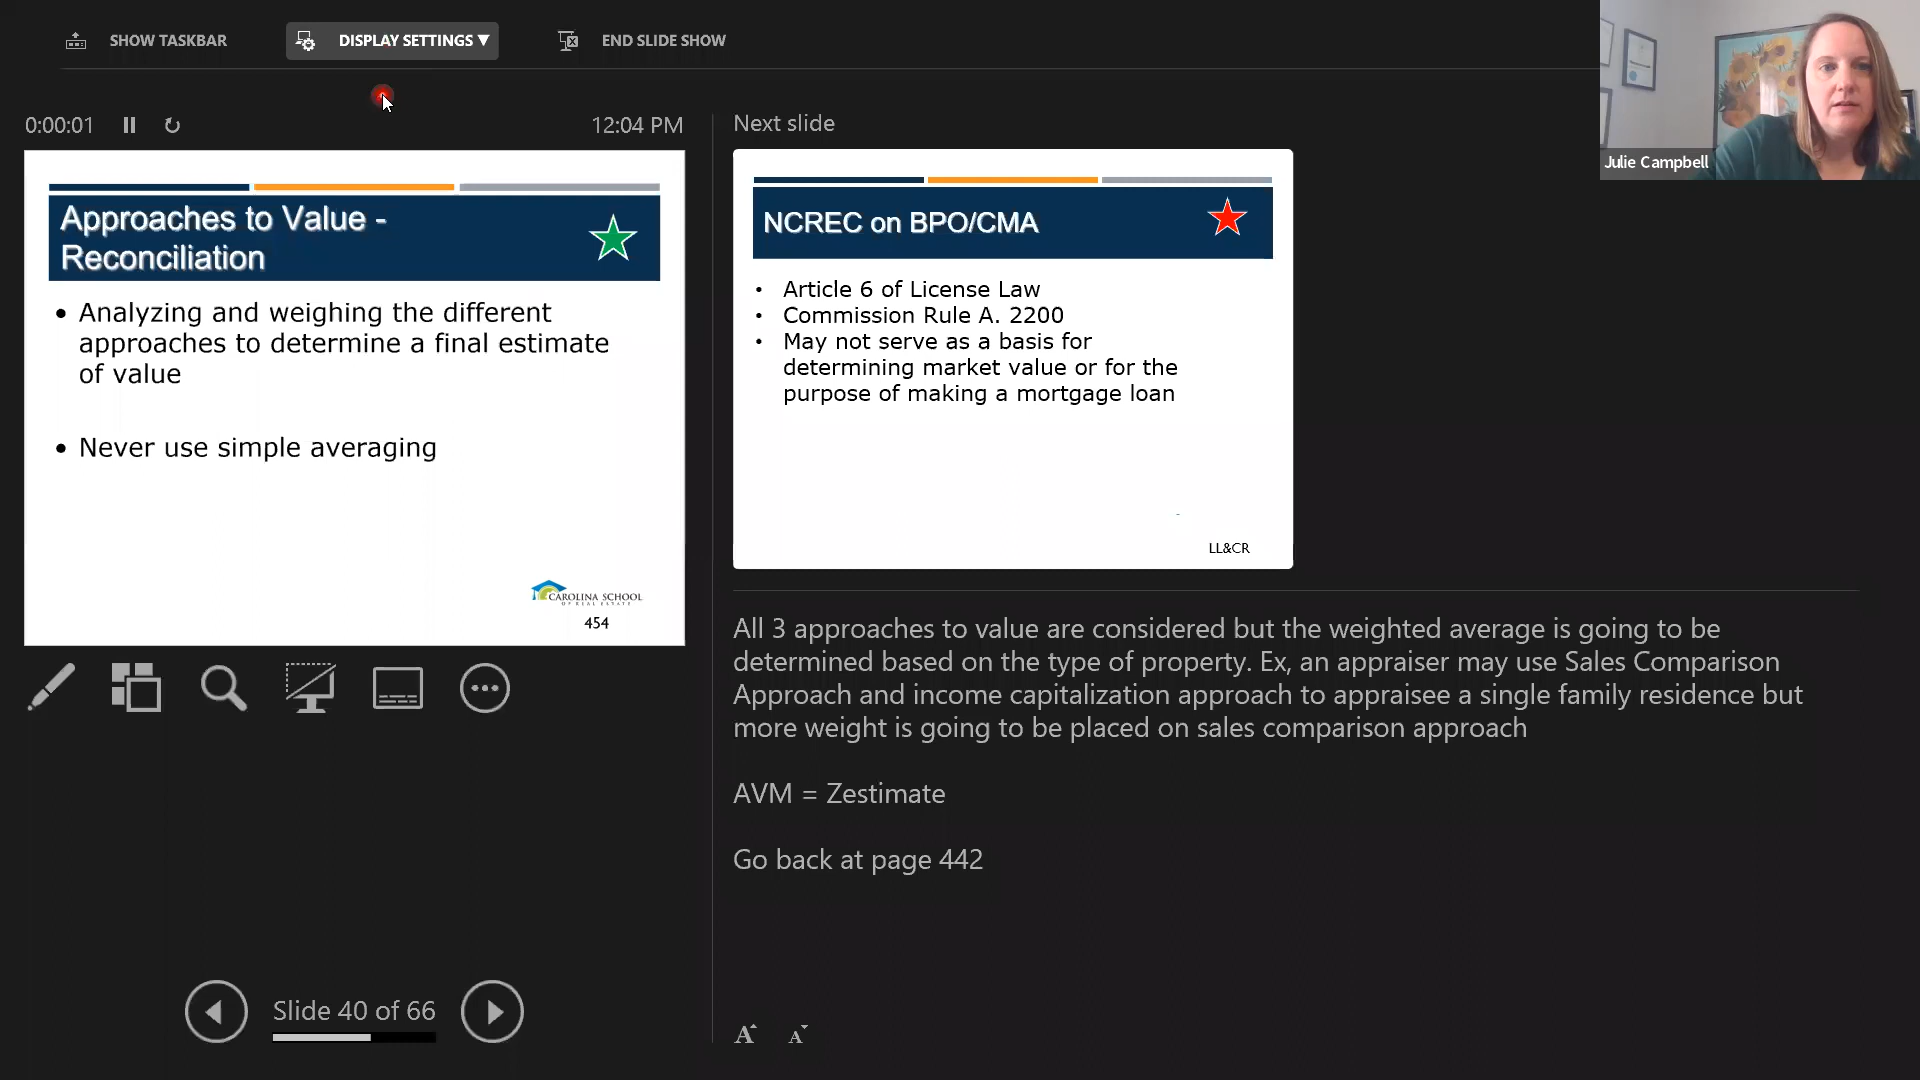 SHOW TASKBAR
DISPLAY SETTINGS ▼
END SLIDE SHOW
Julie Campbell
0:00:01
12:04 PM
Next slide
Approaches to Value -
Reconciliation
• Analyzing and weighing the different
approaches to determine a final estimate
of value
• Never use simple averaging
CAROLINA SCHOOL
OF REAL ESTATE
454
NCREC on BPO/CMA
• Article 6 of License Law
• Commission Rule A. 2200
• May not serve as a basis for
determining market value or for the
purpose of making a mortgage loan
LL&CR
All 3 approaches to value are considered but the weighted average is going to be
determined based on the type of property. Ex, an appraiser may use Sales Comparison
Approach and income capitalization approach to appraisee a single family residence but
more weight is going to be placed on sales comparison approach
AVM = Zestimate
Go back at page 442
Slide 40 of 66
A A